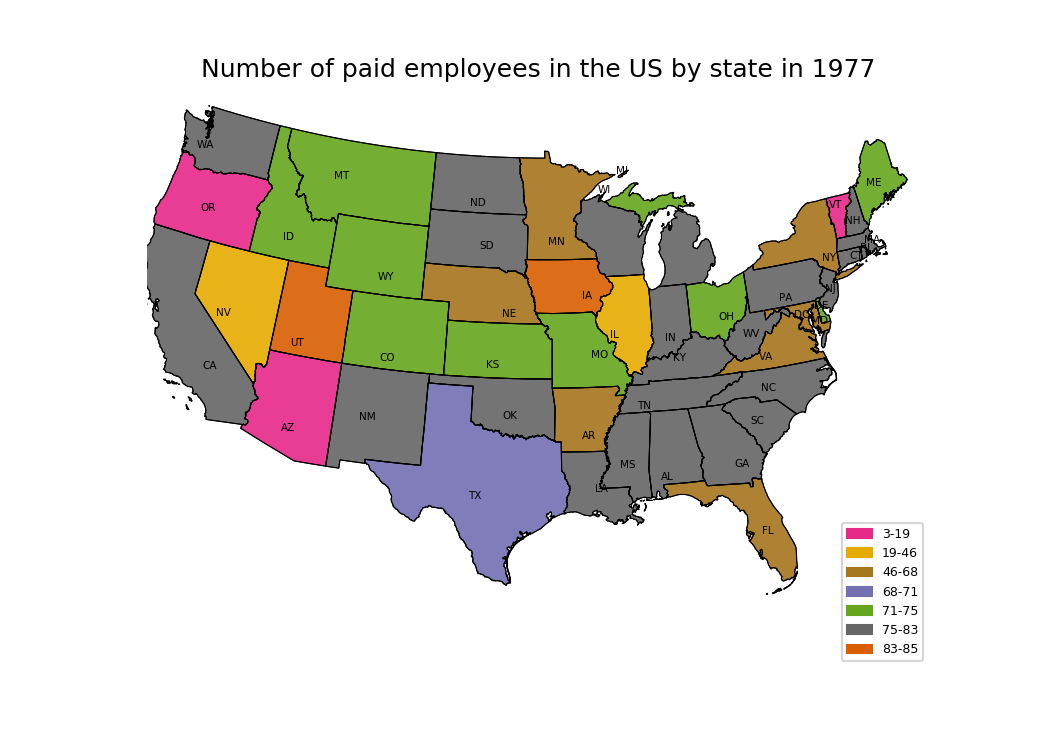 Number of paid employees in the US by state in 1977
WA
MT
ND
MI
WI
ME
OR
ID
SD
MN
VT
NH
MA
RI
CT
NY
WY
NE
IA
NV
UT
CO
KS
MO
IL
IN
OH
PA
NJ
DE
DC
MD
WV
VA
KY
CA
AZ
NM
OK
AR
TN
NC
SC
MS
AL
GA
LA
TX
FL
3-19
19-46
46-68
68-71
71-75
75-83
83-85